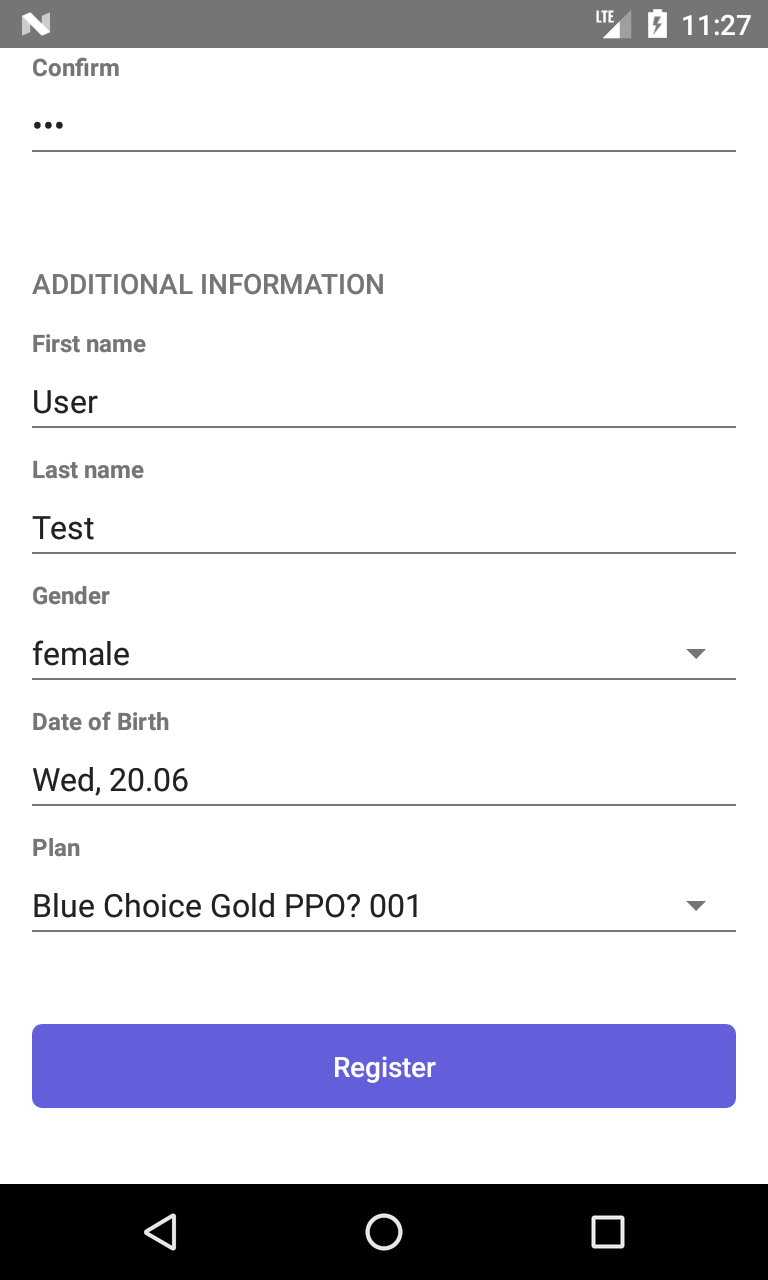 LTE 11:27
Confirm
•••
ADDITIONAL INFORMATION
First name
User
Last name
Test
Gender
female
Date of Birth
Wed, 20.06
Plan
Blue Choice Gold PPO? 001
Register